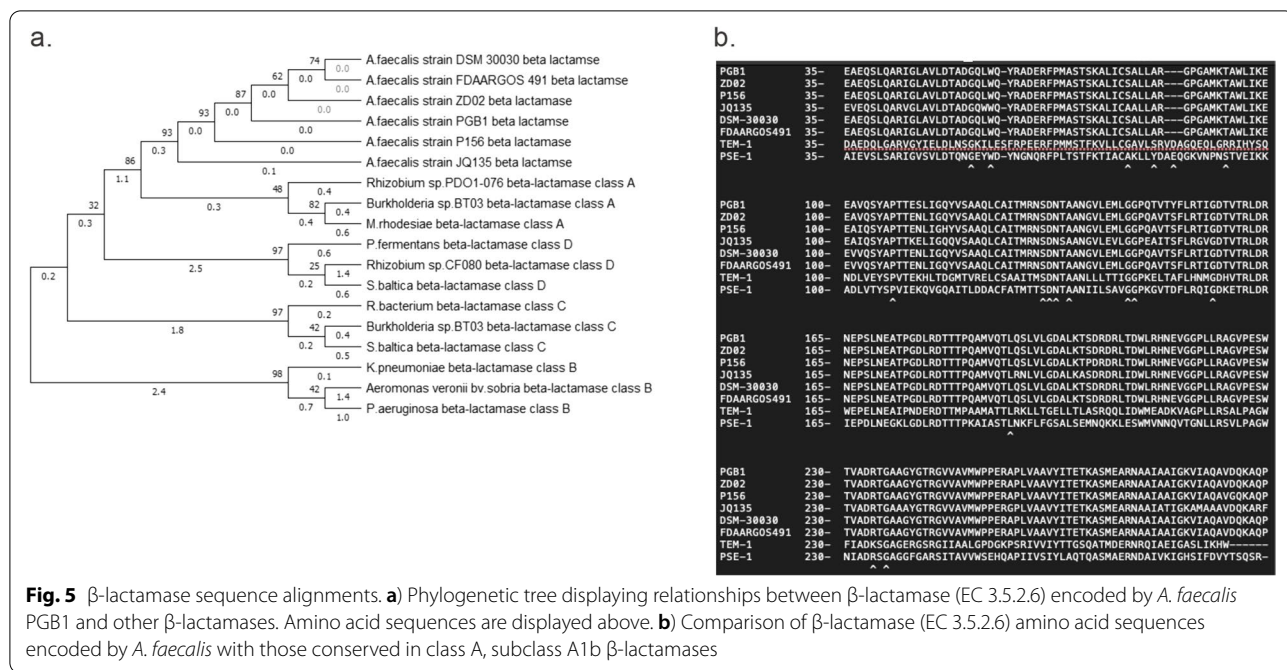 a.
74
A.faecalis strain DSM 30030 beta lactamse
0.0
62
0.0
A.faecalis strain FDAARGOS 491 beta lactamse
0.0
87
0.0
A.faecalis strain ZD02 beta lactamase
0.0
93
0.0
A.faecalis strain PGB1 beta lactamse
0.0
93
0.0
A.faecalis strain P156 beta lactamse
0.0
86
0.3
A.faecalis strain JQ135 beta lactamse
0.1
1.1
48
Rhizobium sp.PDO1-076 beta-lactamase class A
0.4
32
0.3
82
Burkholderia sp.BT03 beta-lactamase class A
0.4
0.4
M.rhodesiae beta-lactamase class A
0.6
0.3
97
P.fermentans beta-lactamase class D
0.6
2.5
25
Rhizobium sp.CF080 beta-lactamase class D
1.4
0.2
0.2
S.baltica beta-lactamase class D
0.6
97
R.bacterium beta-lactamase class C
0.2
1.8
42
Burkholderia sp.BT03 beta-lactamase class C
0.4
0.2
S.baltica beta-lactamase class C
0.5
98
K.pneumoniae beta-lactamase class B
0.1
2.4
42
Aeromonas veronii bv.sobria beta-lactamase class B
1.4
0.7
P.aeruginosa beta-lactamase class B
1.0
b.
PGB1 35- EAEQSLQARIGLAVLDTADGQLWQ-YRADERFPMASTSKALICSALLAR---GPGAMKTAWLIKE
ZD02 35- EAEQSLQARIGLAVLDTADGQLWQ-YRADERFPMASTSKALICSALLAR---GPGAMKTAWLIKE
P156 35- EAEQSLQARIGLAVLDTADGQLWQ-YRADERFPMASTSKALICSALLAR---GPGAMKTAWLIKE
JQ135 35- EVEQSLQARVGLAVLDTADGQWWQ-YRADERFPMASTSKALICAALLAR---GPGAMKTAWLIKE
DSM-30030 35- EAEQSLQARIGLAVLDTADGQLWQ-YRADERFPMASTSKALICSALLAR---GPGAMKTAWLIKE
FDAARGOS491 35- EAEQSLQARIGLAVLDTADGQLWQ-YRADERFPMASTSKALICSALLAR---GPGAMKTAWLIKE
TEM-1 35- DAEDQLGARVGYIELDLNSGKILESFRPEERFPMMSTFKVLLCGAVLSRVDAGQEQLGRRIHYSQ
PSE-1 35- AIEVSLSARIGVSVLDTQNGEYWD-YNGNQRFPLTSTFKTIACAKLLYDAEQGKVNPNSTVEIKK
^ ^ ^ ^ ^ ^
PGB1 100- EAVQSYAPTTESLIGQYVSAAQLCAITMRNSDNTAANGVLEMLGGPQTVTYFLRTIGDTVTRLDR
ZD02 100- EAVQSYAPTTENLIGQYVSAAQLCAITMRNSDNTAANGVLEMLGGPQTVTSFLRTIGDTVTRLDR
P156 100- EAIQSYAPTTENLIGHYVSAAQLCAITMRNSDNTAANGVLEMLGGPQTVTSFLRTIGDTVTRLDR
JQ135 100- EAVQSYAPTTKELIGQYVSAAQLCAITMRNSDNSAANGVLEVLGGPEAITSFLRGVGDTVTRLDR
DSM-30030 100- EVVQSYAPTTENLIGQYVSAAQLCAITMRNSDNTAANGVLEMLGGPQTVTSFLRTIGDTVTRLDR
FDAARGOS491 100- EVVQSYAPTTENLIGQYVSAAQLCAITMRNSDNTAANGVLEMLGGPQTVTSFLRTIGDTVTRLDR
TEM-1 100- NDLVEYSPVTEKHLTDGMTVRELCSAAITMSDNTAANLLLTTIGGPKELTAFLHNMGDHVTRLDR
PSE-1 100- ADLVTYSPVIEKQVGQAITLDDACFATMTTSDNTAANIILSAVGGPKGVTDFLRQIGDKETRLDR
^ ^^^ ^ ^^ ^
PGB1 165- NEPSLNEATPGDLRDTTTPQAMVQTLQSLVLGDALKTSDRDRLTDWLRHNEVGGPLLRAGVPESW
ZD02 165- NEPSLNEATPGDLRDTTTPQAMVQTLQSLVLGDALKTSDRDRLTDWLRHNEVGGPLLRAGVPESW
P156 165- NEPSLNEATPGDLRDTTTPQAMVQTLQSLVLGDALKTSDRDRLTDWLRHNEVGGPLLRAGVPESW
JQ135 165- NEPSLNEATPGDLRDTTTPQAMVQTLRNLVLGDALKASDRDRLTDWLRHNEVGGPLLRAGVPESW
DSM-30030 165- NEPSLNEATPGDLRDTTTPQAMVQTLQSLVLGDALKTSDRDRLTDWLRHNEVGGPLLRAGVPESW
FDAARGOS491 165- NEPSLNEATPGDLRDTTTPQAMVQTLQSLVLGDALKTSDRDRLTDWLRHNEVGGPLLRAGVPESW
TEM-1 165- WEPELNEAIPNDERDTTMPAAMATTLRKLLTGELLTLASRQQLIDWMEADKVAGPLLRSALPAGW
PSE-1 165- IEPDLNEGKLGDLRDTTTPKAIASTLNKFLFGSALSEMNQKKLESWMVNNQVTGNLLRSVLPAGW
^
PGB1 230- TVADRTGAAGYGTRGVVAVMWPPERAPLVAAVYITETKASMEARNAAIAAIGKVIAQAVDQKAQP
ZD02 230- TVADRTGAAGYGTRGVVAVMWPPERAPLVAAVYITETKASMEARNAAIAAIGKVIAQAVDQKAQP
P156 230- TVADRTGAAGYGTRGVVAVMWPPERAPLVAAVYITETKASMEARNAAIAAIGKVIAQAVGQKAQP
JQ135 230- TVADRTGAAAYGTRGVVAVMWPPERGPLVAAVYITETKASMEARNAAIATIGKAMAAAVDQKARF
DSM-30030 230- TVADRTGAAGYGTRGVVAVMWPPERAPLVAAVYITETKASMEARNAAIAAIGKVIAQAVDQKAQP
FDAARGOS491 230- TVADRTGAAGYGTRGVVAVMWPPERAPLVAAVYITETKASMEARNAAIAAIGKVIAQAVDQKAQP
TEM-1 230- FIADKSGAGERGSRGIIAALGPDGKPSRIVVIYTTGSQATMDERNRQIAEIGASLIKHW------
PSE-1 230- NIADRSGAGGFGARSITAVVWSEHQAPIIVSIYLAQTQASMAERNDAIVKIGHSIFDVYTSQSR-
^ ^
Fig. 5 β-lactamase sequence alignments. a) Phylogenetic tree displaying relationships between β-lactamase (EC 3.5.2.6) encoded by A. faecalis
PGB1 and other β-lactamases. Amino acid sequences are displayed above. b) Comparison of β-lactamase (EC 3.5.2.6) amino acid sequences
encoded by A. faecalis with those conserved in class A, subclass A1b β-lactamases